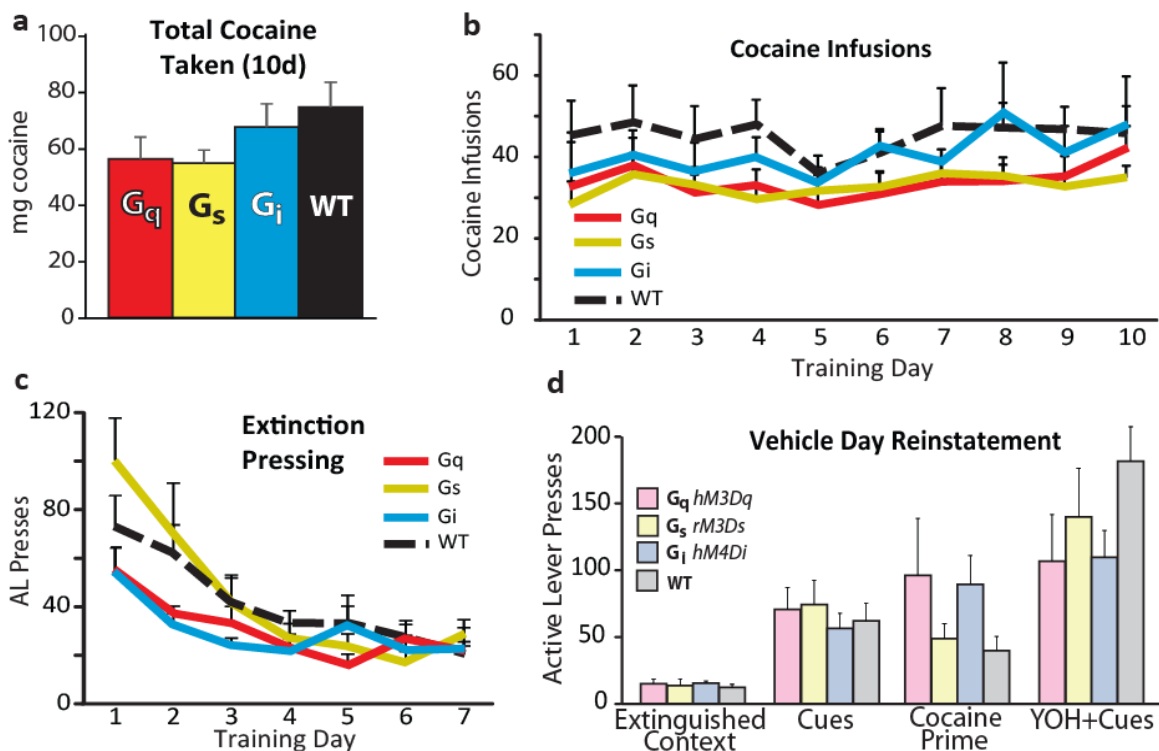 a
Total Cocaine
Taken (10d)
mg cocaine
100
80
60
40
20
0
Gq
Gs
Gi
WT
b
Cocaine Infusions
Cocaine Infusions
60
40
20
0
Gq
Gs
Gi
WT
1 2 3 4 5 6 7 8 9 10
Training Day
c
Extinction
Pressing
AL Presses
120
80
40
0
Gq
Gs
Gi
WT
1 2 3 4 5 6 7
Training Day
d
Vehicle Day Reinstatement
Active Lever Presses
200
150
100
50
0
Gq hM3Dq
Gs rM3Ds
Gi hM4Di
WT
Extinguished
Context
Cues
Cocaine
Prime
YOH+Cues